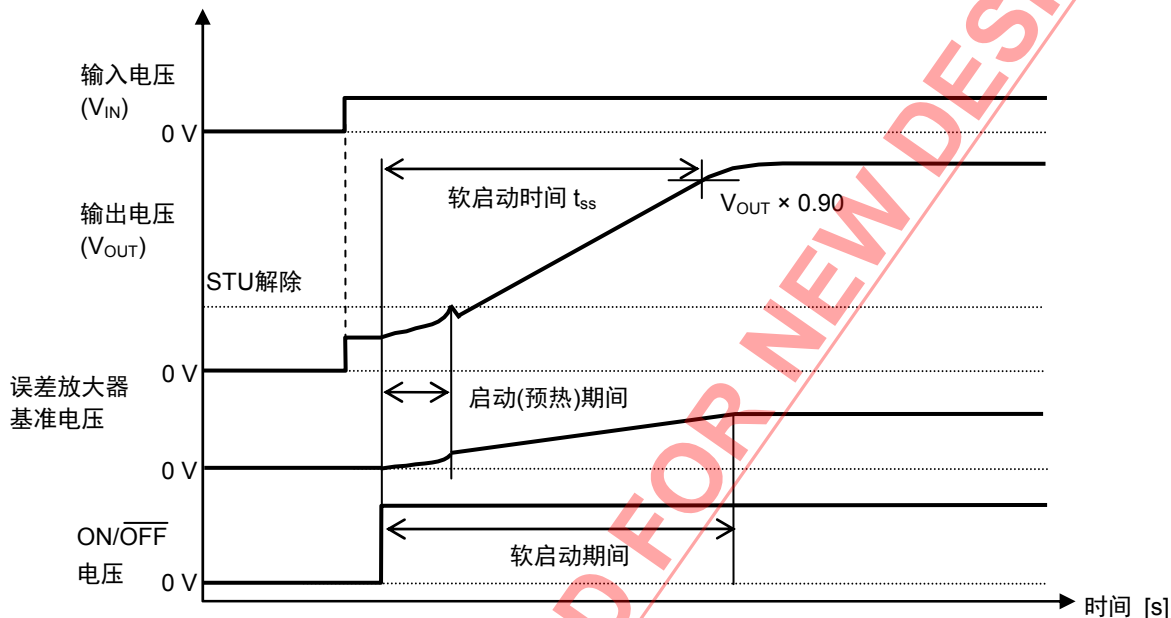 输入电压
(VIN)
0 V
软启动时间 tss
VOUT × 0.90
输出电压
(VOUT)
STU解除
0 V
启动(预热)期间
误差放大器
基准电压
0 V
ON/OFF
电压
软启动期间
0 V
时间 [s]
D FOR NEW DESI